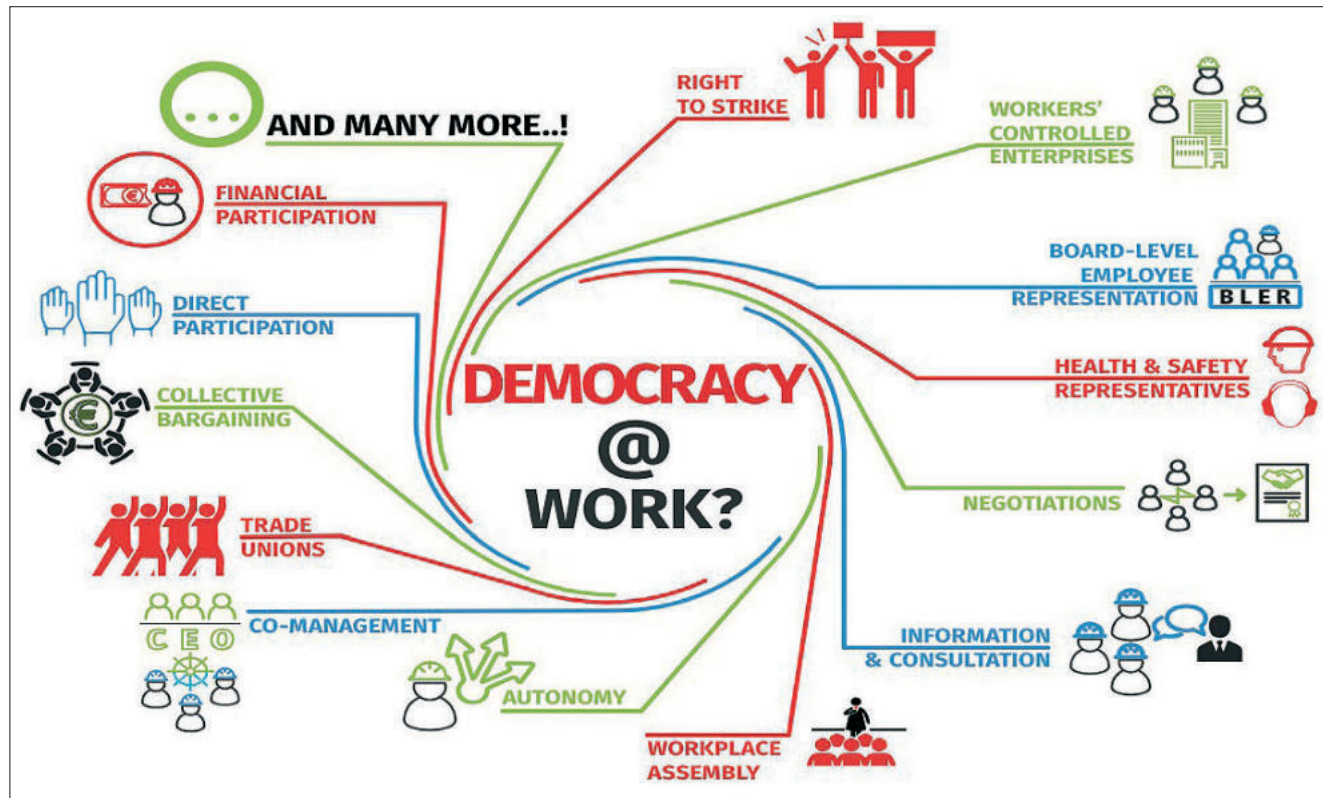 DEMOCRACY
@
WORK?
RIGHT
TO STRIKE
WORKERS'
CONTROLLED
ENTERPRISES
BOARD-LEVEL
EMPLOYEE
REPRESENTATION
BLER
HEALTH & SAFETY
REPRESENTATIVES
NEGOTIATIONS
INFORMATION
& CONSULTATION
WORKPLACE
ASSEMBLY
AUTONOMY
CO-MANAGEMENT
CEO
TRADE
UNIONS
COLLECTIVE
BARGAINING
€
DIRECT
PARTICIPATION
FINANCIAL
PARTICIPATION
€
...
AND MANY MORE..!